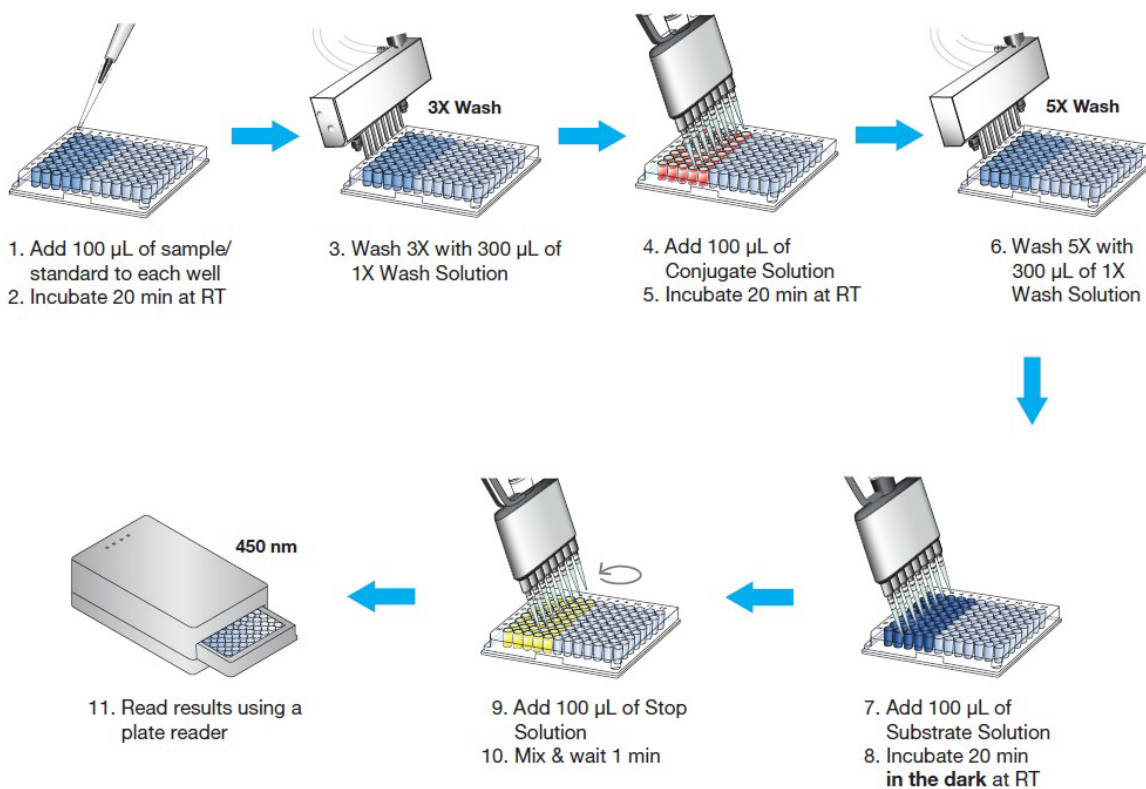 3X Wash
5X Wash
1. Add 100 µL of sample/
standard to each well
2. Incubate 20 min at RT
3. Wash 3X with 300 µL of
1X Wash Solution
4. Add 100 µL of
Conjugate Solution
5. Incubate 20 min at RT
6. Wash 5X with
300 µL of 1X
Wash Solution
450 nm
11. Read results using a
plate reader
9. Add 100 µL of Stop
Solution
10. Mix & wait 1 min
7. Add 100 µL of
Substrate Solution
8. Incubate 20 min
in the dark at RT